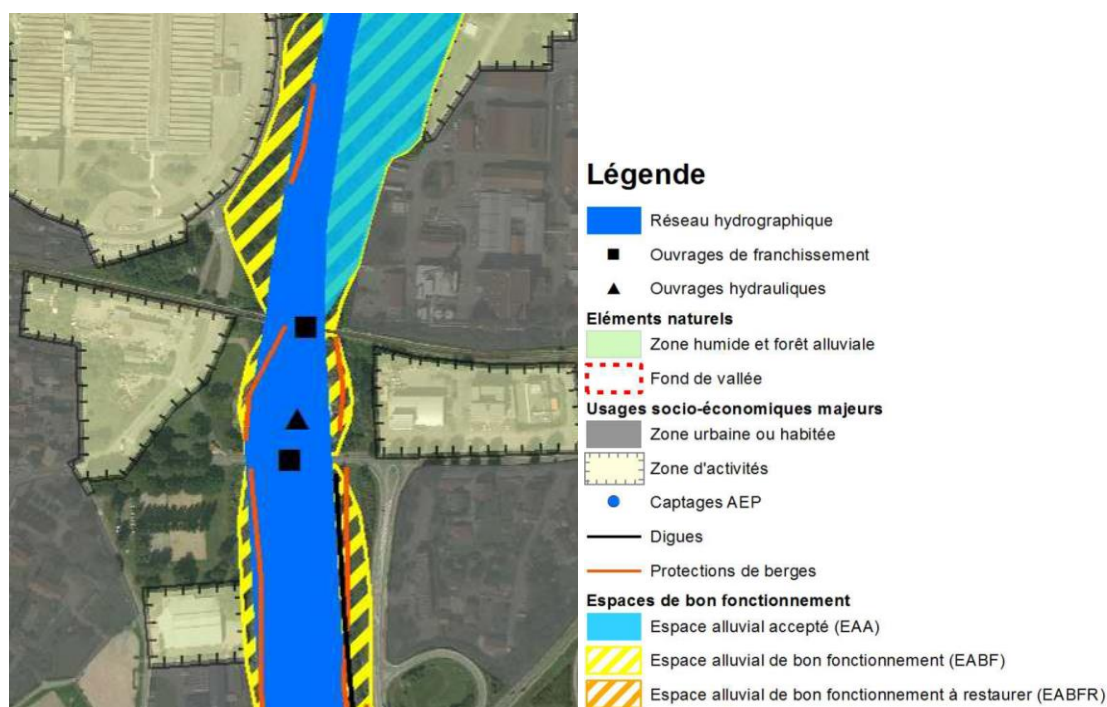 Légende
Réseau hydrographique
Ouvrages de franchissement
Ouvrages hydrauliques
Eléments naturels
Zone humide et forêt alluviale
Fond de vallée
Usages socio-économiques majeurs
Zone urbaine ou habitée
Zone d'activités
Captages AEP
Digues
Protections de berges
Espaces de bon fonctionnement
Espace alluvial accepté (EAA)
Espace alluvial de bon fonctionnement (EABF)
Espace alluvial de bon fonctionnement à restaurer (EABFR)